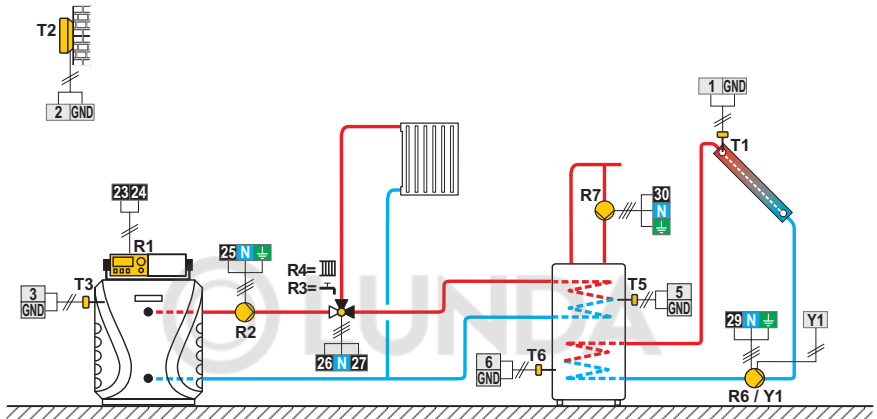 T2
2 GND
1 GND
T1
23 24
R1
T3
3
GND
25 N
R2
R4=
R3=
26 N 27
R7
30
N
T5
5
GND
T6
6
GND
29 N
Y1
R6 / Y1
© LUNDA